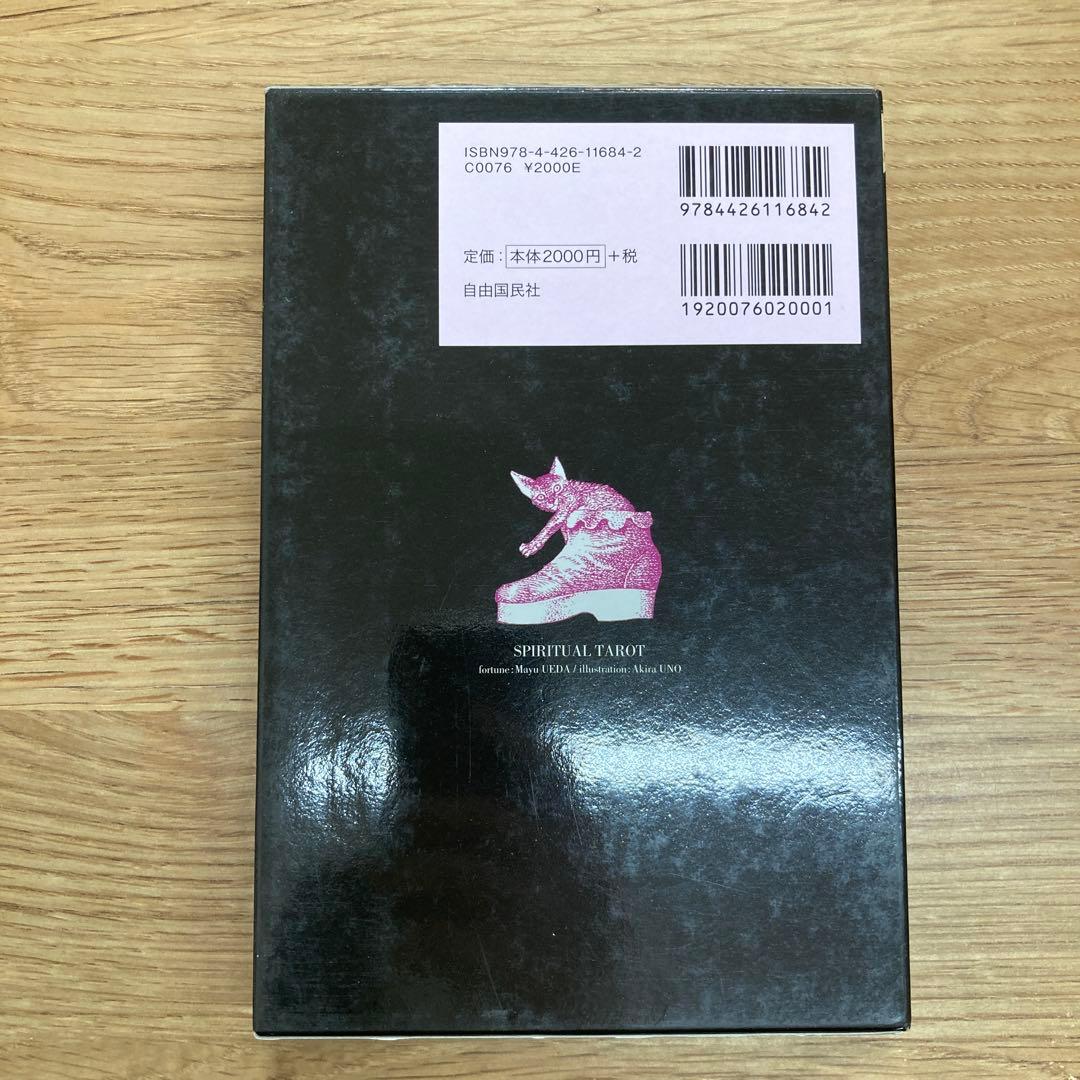 ISBN978-4-426-11684-2
C0076 ¥2000E
9784426116842
定価：本体2000円+税
自由国民社
1920076020001
SPIRITUAL TAROT
fortune:Mayu UEDA / illustration:Akira UNO